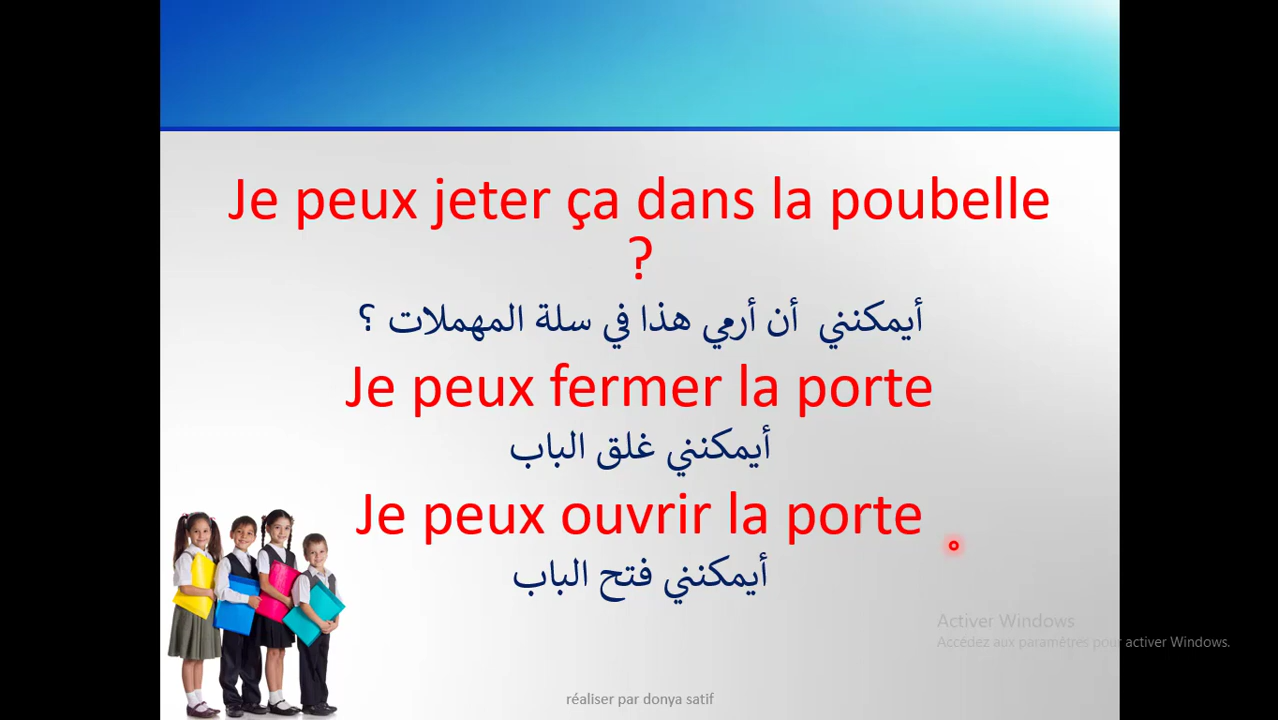 Je peux jeter ça dans la poubelle
?
أيمكنني أن أرمي هذا في سلة المهملات ؟
Je peux fermer la porte
أيمكنني غلق الباب
Je peux ouvrir la porte
أيمكنني فتح الباب
Activer Windows
Accédez aux paramètres pour activer Windows.
réaliser par donya satif